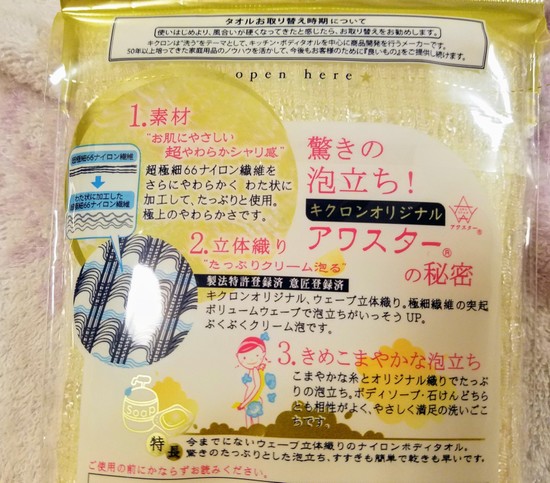 タオルお取り替え時期について
使いはじめより、風合いが硬くなってきたと感じたら、お取り替えをお勧めします。
キクロンは"洗う"をテーマとして、キッチン・ボディタオルを中心に商品開発を行うメーカーです。
50年以上培ってきた家庭用品のノウハウを活かして、今後もお客様のために『良いもの』をご提供し続けます。
open here
1.素材
"お肌にやさしい
超やわらかシャリ感"
超極細66ナイロン繊維を
さらにやわらかく わた状に
加工して、たっぷりと使用。
極上のやわらかさです。
超極細66ナイロン繊維
わた状に加工した
超極細66ナイロン繊維
驚きの
泡立ち!
キクロンオリジナル
アワスター®
アワスター®
の秘密
2.立体織り
"たっぷりクリーム泡る"
製法特許登録済 意匠登録済
キクロンオリジナル、ウェーブ立体織り。極細繊維の突起
ボリュームウェーブで泡立ちがいっそうUP。
ぷくぷくクリーム泡です。
3.きめこまやかな泡立ち
こまやかな糸とオリジナル織りでたっぷ
りの泡立ち。ボディソープ・石けんどちら
とも相性がよく、やさしく満足の洗いごこ
ちです。
SOAP
特長
今までにないウェーブ立体織りのナイロンボディタオル。
驚きのたっぷりとした泡立ち、すすぎも簡単で乾きも早いです。
ご使用の前にかならずお読みください。